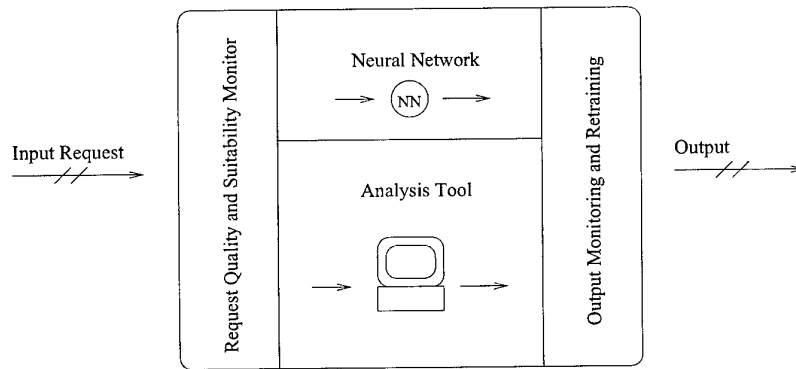 Input Request
Request Quality and Suitability Monitor
Neural Network
NN
Analysis Tool
Output Monitoring and Retraining
Output